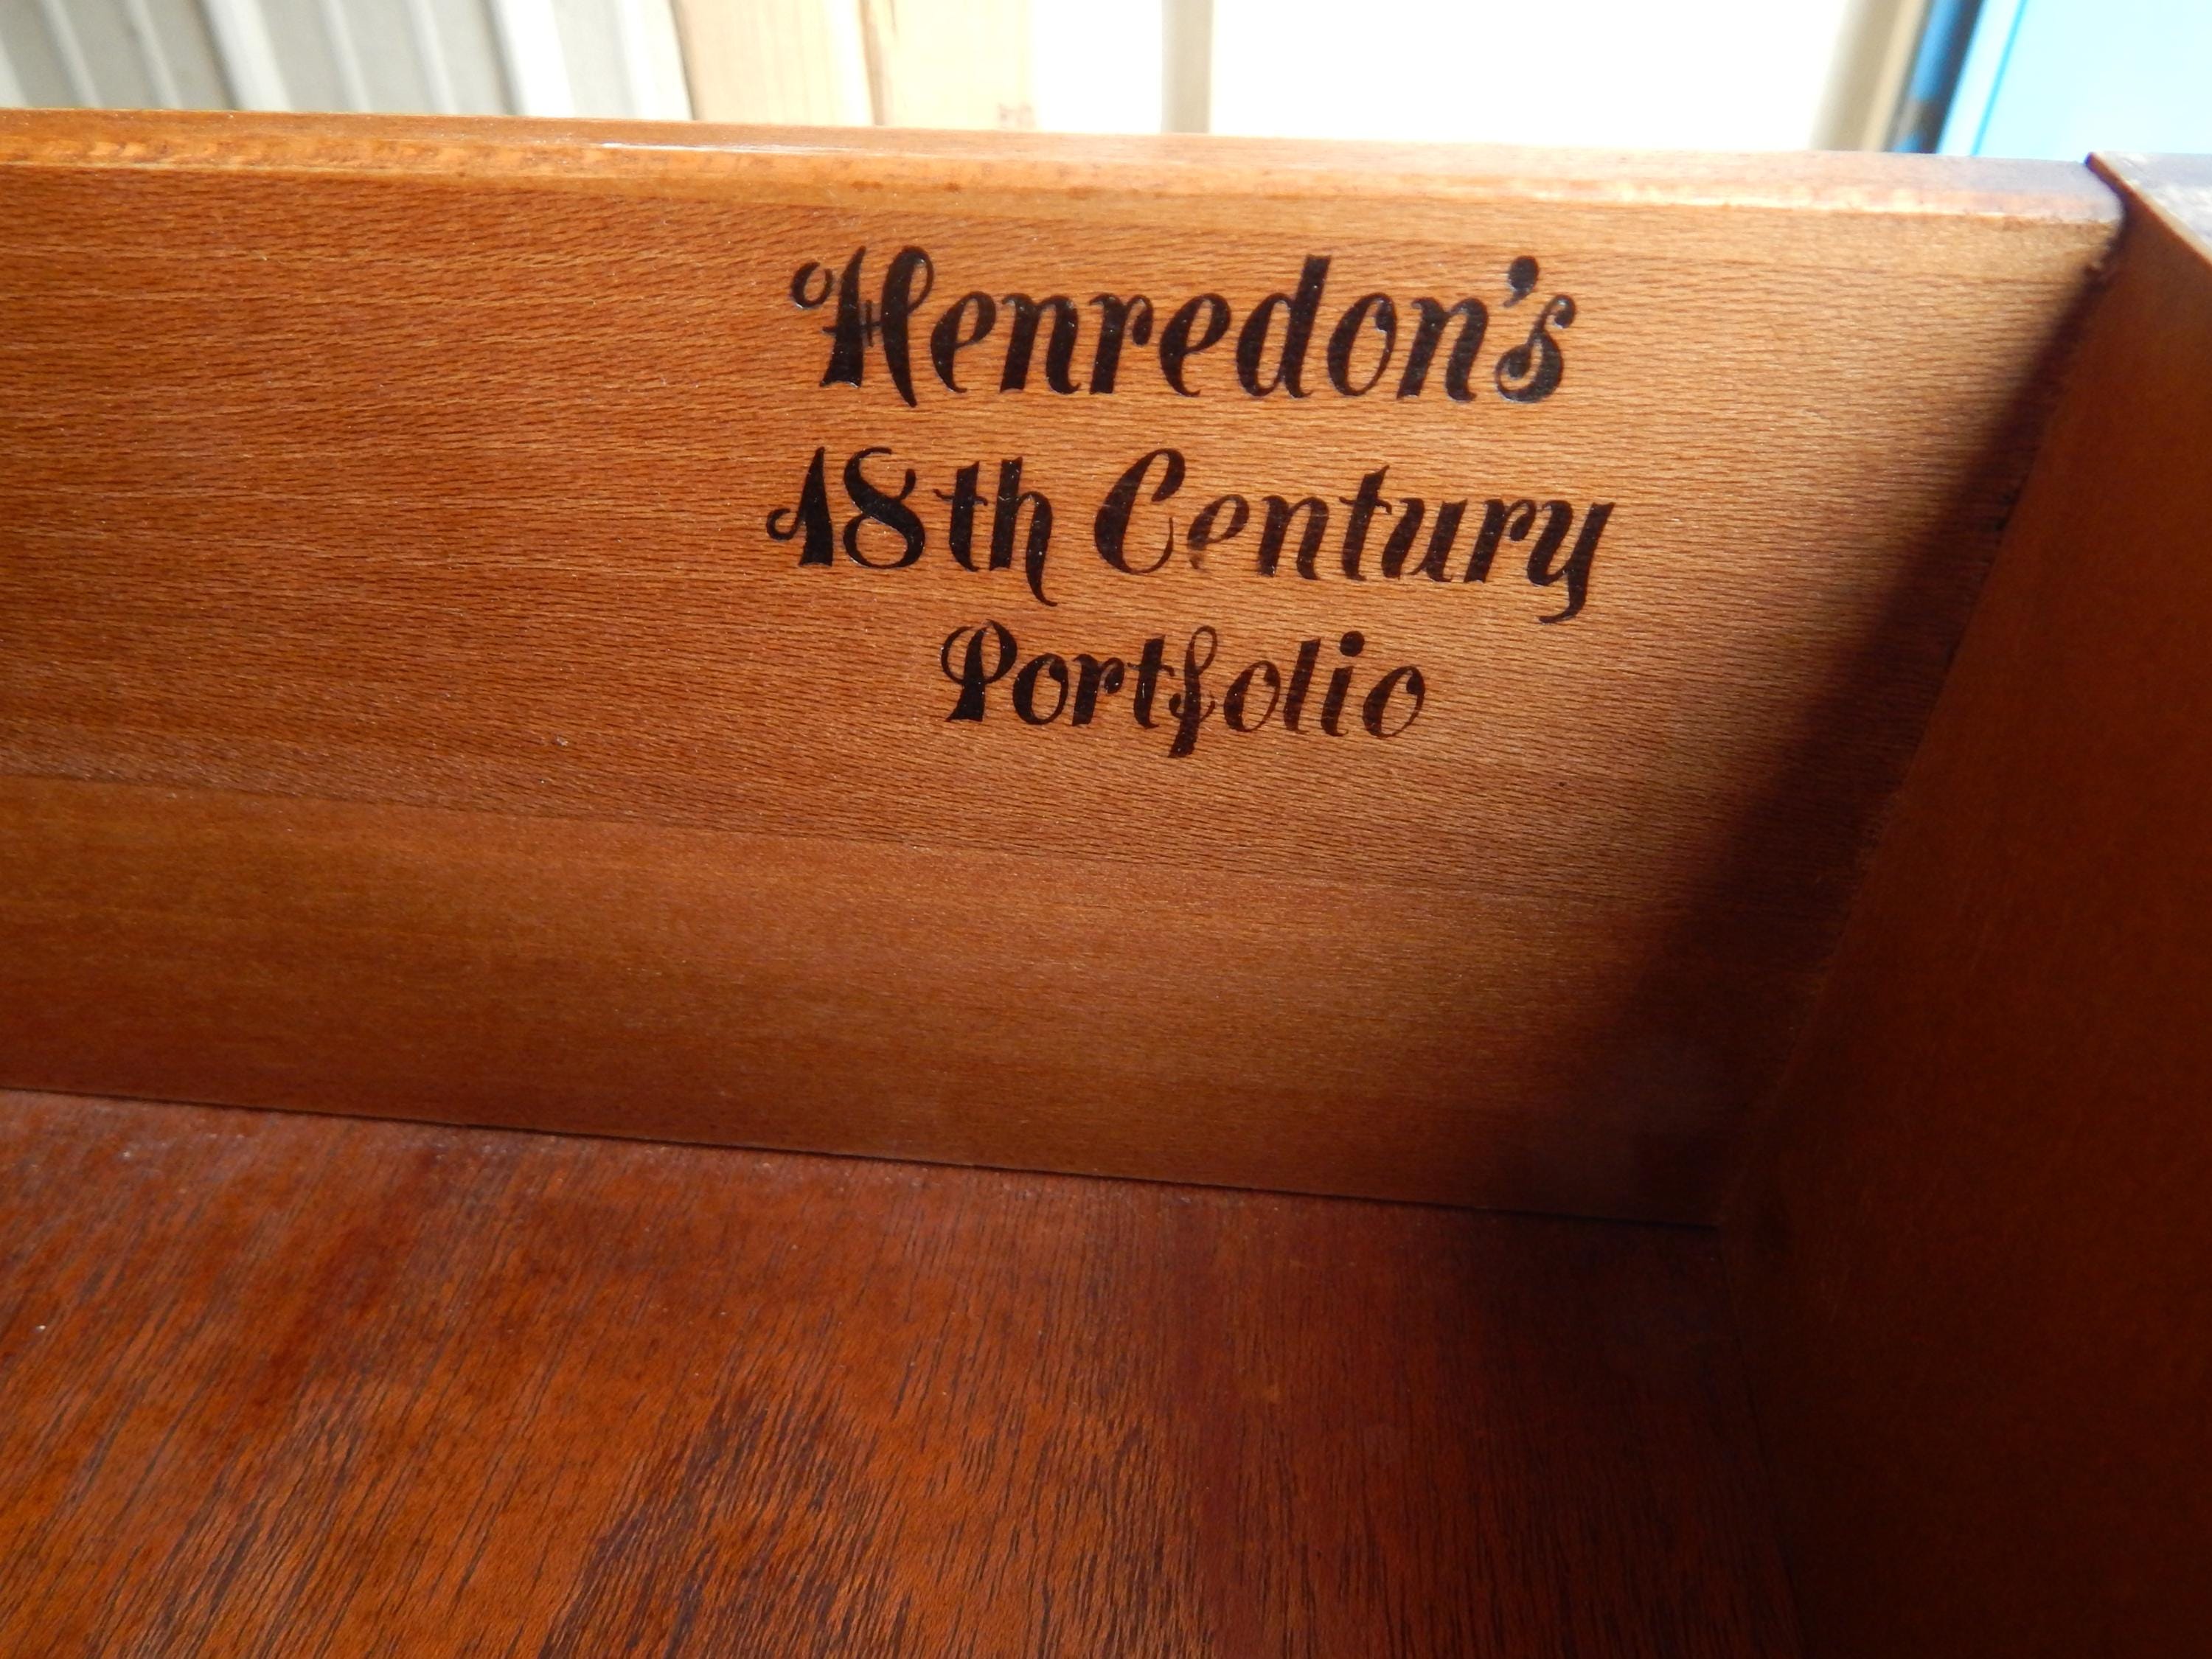 Henredon's
18th Century
Portfolio